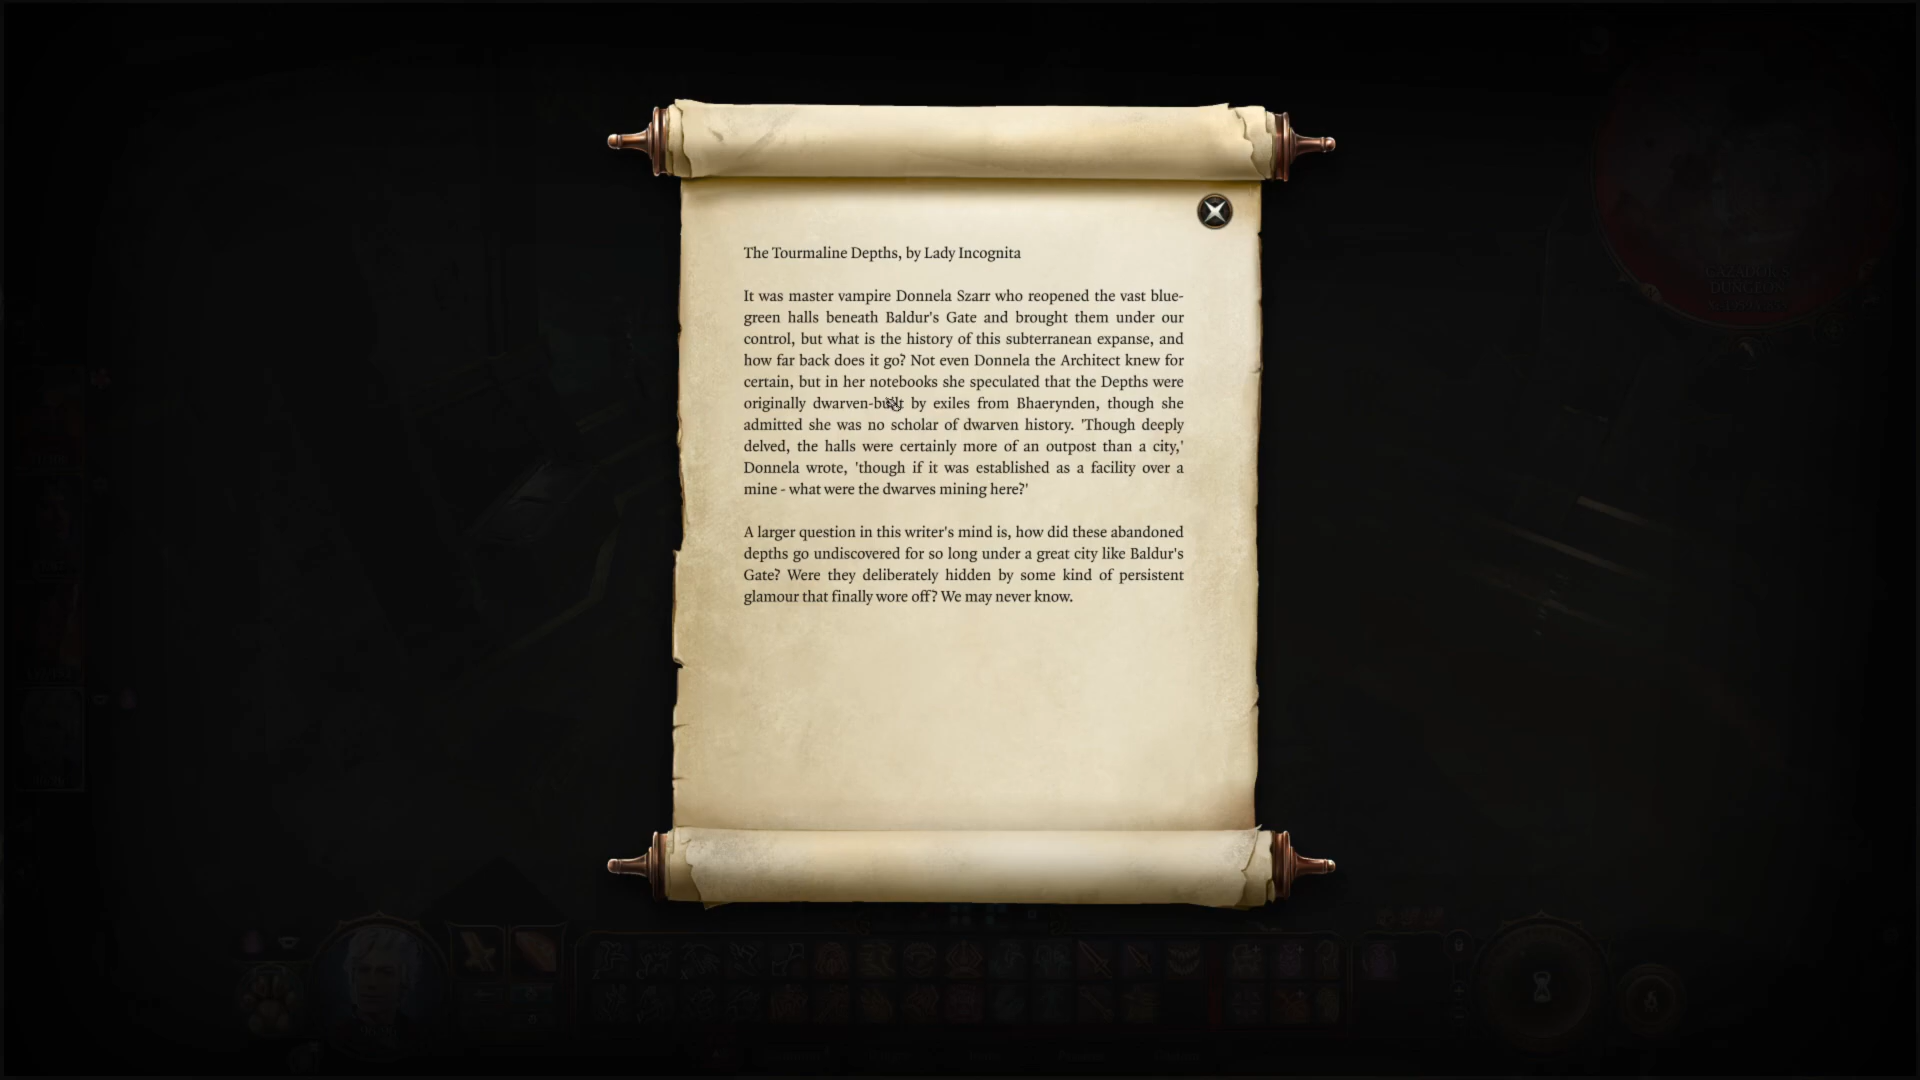 The Tourmaline Depths, by Lady Incognita
It was master vampire Donnela Szarr who reopened the vast blue-
green halls beneath Baldur's Gate and brought them under our
control, but what is the history of this subterranean expanse, and
how far back does it go? Not even Donnela the Architect knew for
certain, but in her notebooks she speculated that the Depths were
originally dwarven-built by exiles from Bhaerynden, though she
admitted she was no scholar of dwarven history. 'Though deeply
delved, the halls were certainly more of an outpost than a city,'
Donnela wrote, 'though if it was established as a facility over a
mine - what were the dwarves mining here?'
A larger question in this writer's mind is, how did these abandoned
depths go undiscovered for so long under a great city like Baldur's
Gate? Were they deliberately hidden by some kind of persistent
glamour that finally wore off? We may never know.
CAZADOR'S
DUNGEON